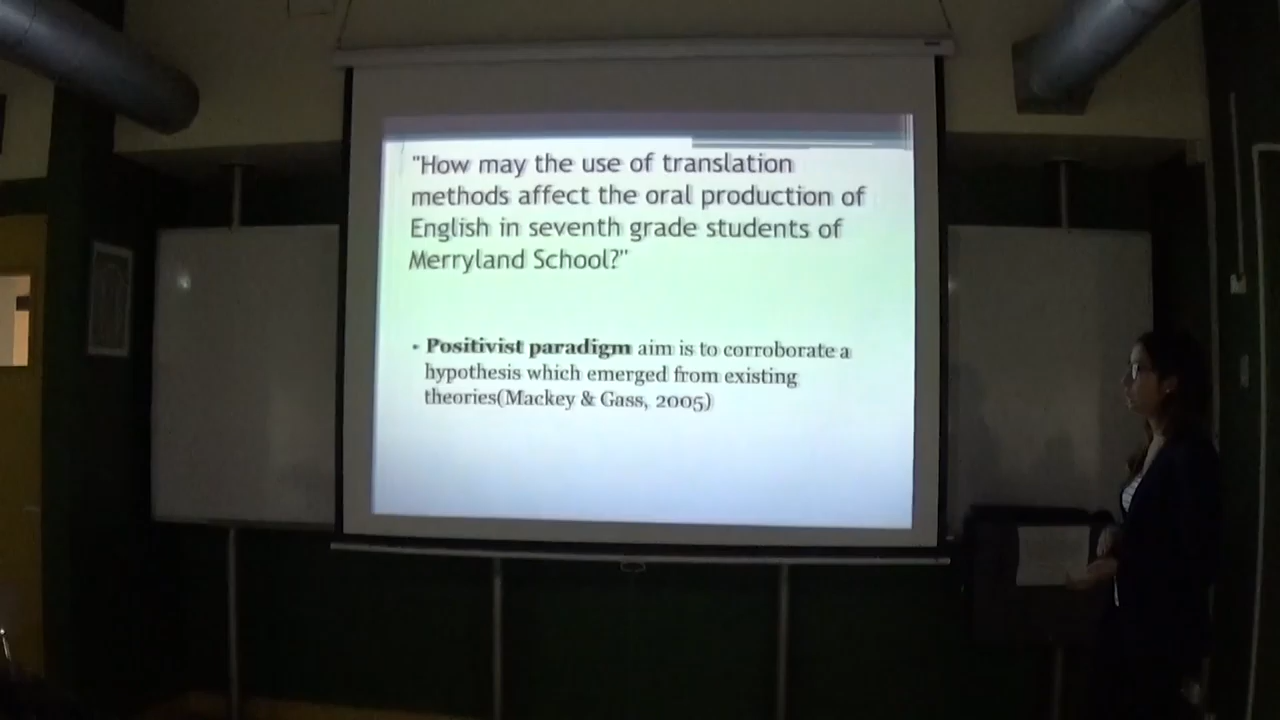 "How may the use of translation
methods affect the oral production of
English in seventh grade students of
Merryland School?"
• Positivist paradigm aim is to corroborate a
hypothesis which emerged from existing
theories(Mackey & Gass, 2005)